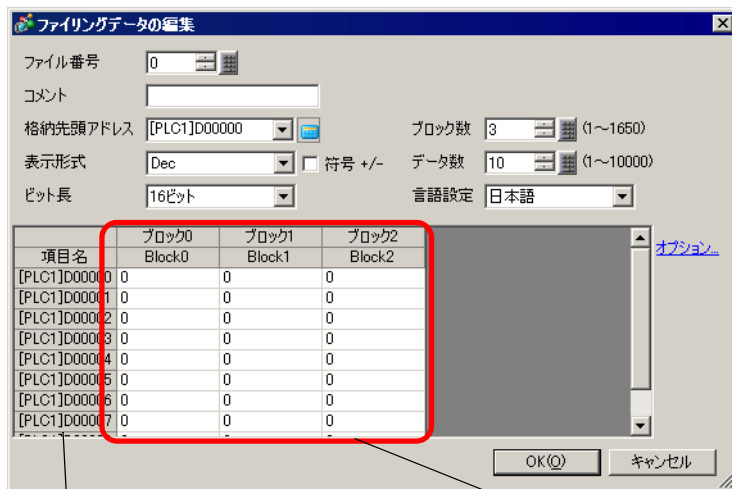 ファイリングデータの編集
ファイル番号 0
コメント
格納先頭アドレス [PLC1]D00000 ブロック数 3 (1～1650)
表示形式 Dec 符号 +/- データ数 10 (1～10000)
ビット長 16ビット 言語設定 日本語
ブロック0 ブロック1 ブロック2
項目名 Block0 Block1 Block2
オプション...
[PLC1]D00000 0 0 0
[PLC1]D00001 0 0 0
[PLC1]D00002 0 0 0
[PLC1]D00003 0 0 0
[PLC1]D00004 0 0 0
[PLC1]D00005 0 0 0
[PLC1]D00006 0 0 0
[PLC1]D00007 0 0 0
OK(O) キャンセル